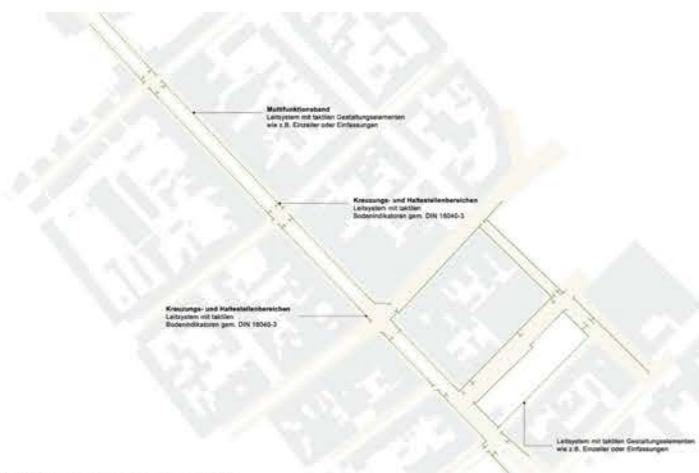 Multifunktionsband
Leitsystem mit taktilen Gestaltungselementen
wie z.B. Einzeiler oder Einfassungen
Kreuzungs- und Haltestellenbereichen
Leitsystem mit taktilen
Bodenindikatoren gem. DIN 18040-3
Kreuzungs- und Haltestellenbereichen
Leitsystem mit taktilen
Bodenindikatoren gem. DIN 18040-3
Leitsystem mit taktilen Gestaltungselementen
wie z.B. Einzeiler oder Einfassungen